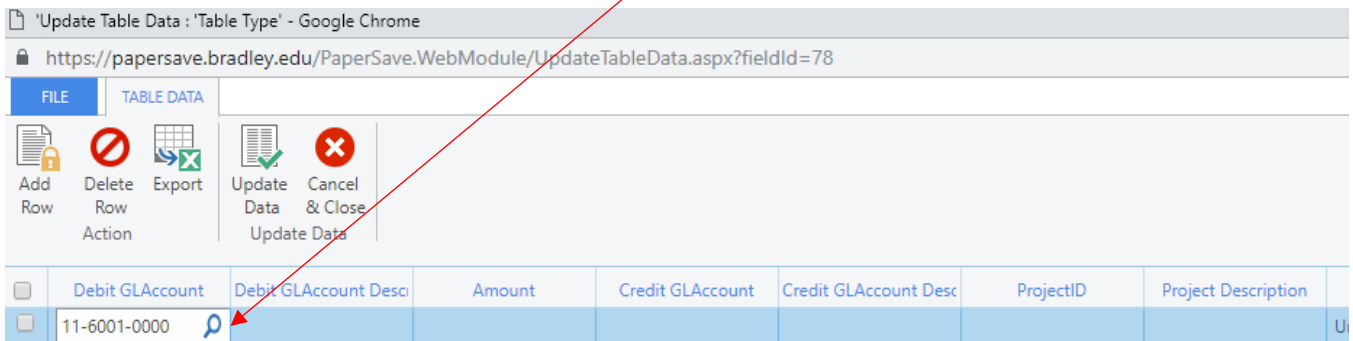 'Update Table Data : 'Table Type' - Google Chrome
https://papersave.bradley.edu/PaperSave.WebModule/UpdateTableData.aspx?fieldId=78
FILE TABLE DATA
Add Delete Export Update Cancel
Row Row Data & Close
Action Update Data
Debit GLAccount Debit GLAccount Descr Amount Credit GLAccount Credit GLAccount Desc ProjectID Project Description
11-6001-0000